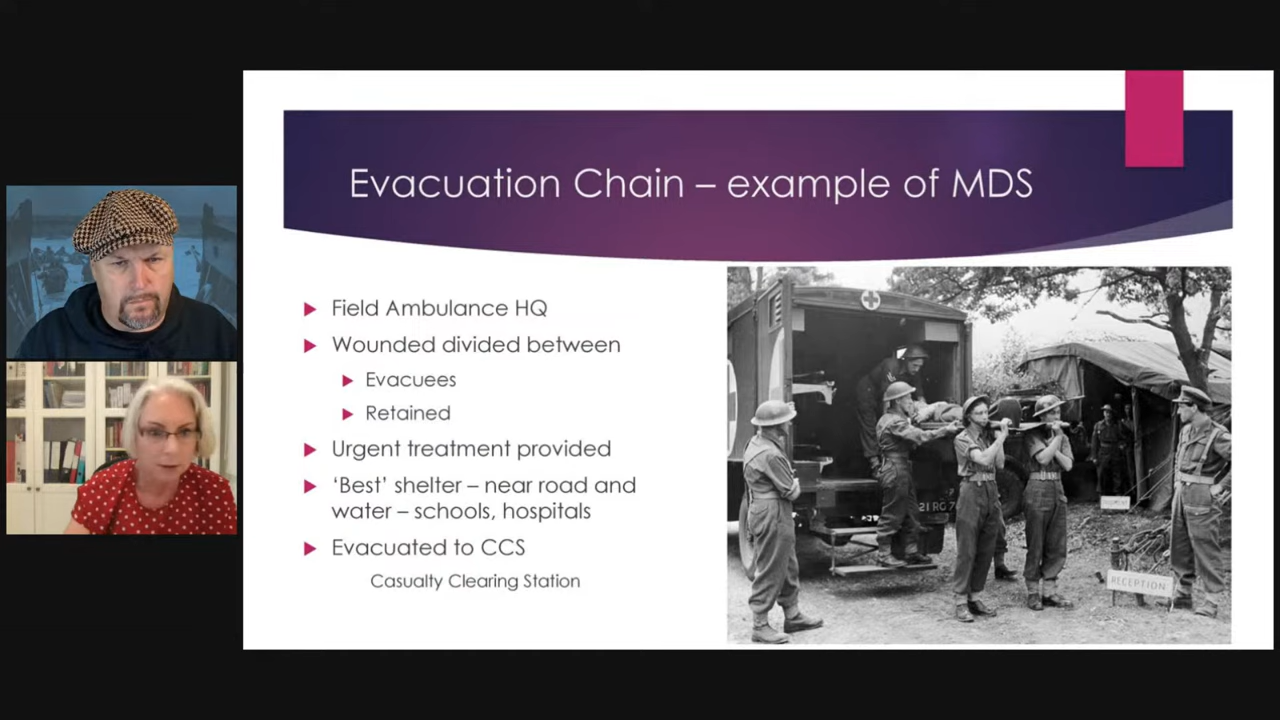 Evacuation Chain – example of MDS
Field Ambulance HQ
Wounded divided between
Evacuees
Retained
Urgent treatment provided
‘Best’ shelter – near road and
water – schools, hospitals
Evacuated to CCS
Casualty Clearing Station
RECEPTION